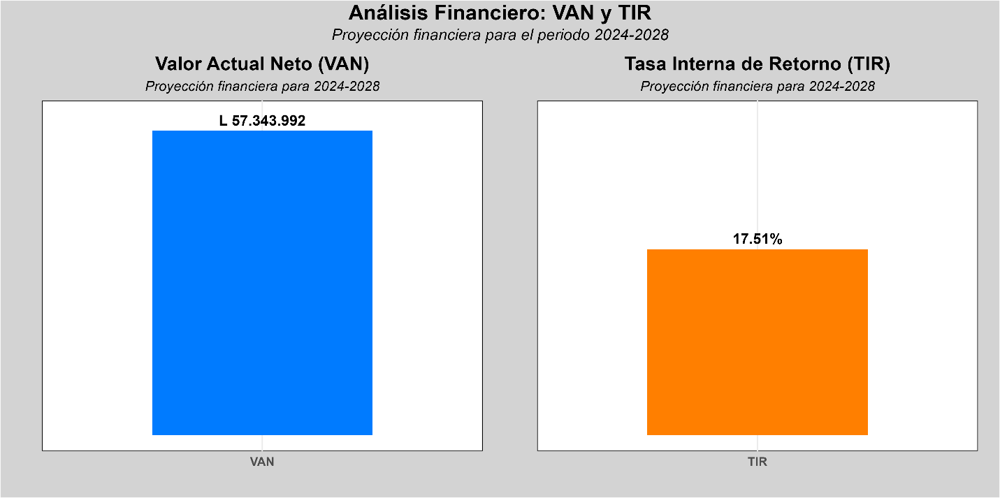 Análisis Financiero: VAN y TIR
Proyección financiera para el periodo 2024-2028
Valor Actual Neto (VAN)
Proyección financiera para 2024-2028
L 57.343.992
VAN
Tasa Interna de Retorno (TIR)
Proyección financiera para 2024-2028
17.51%
TIR